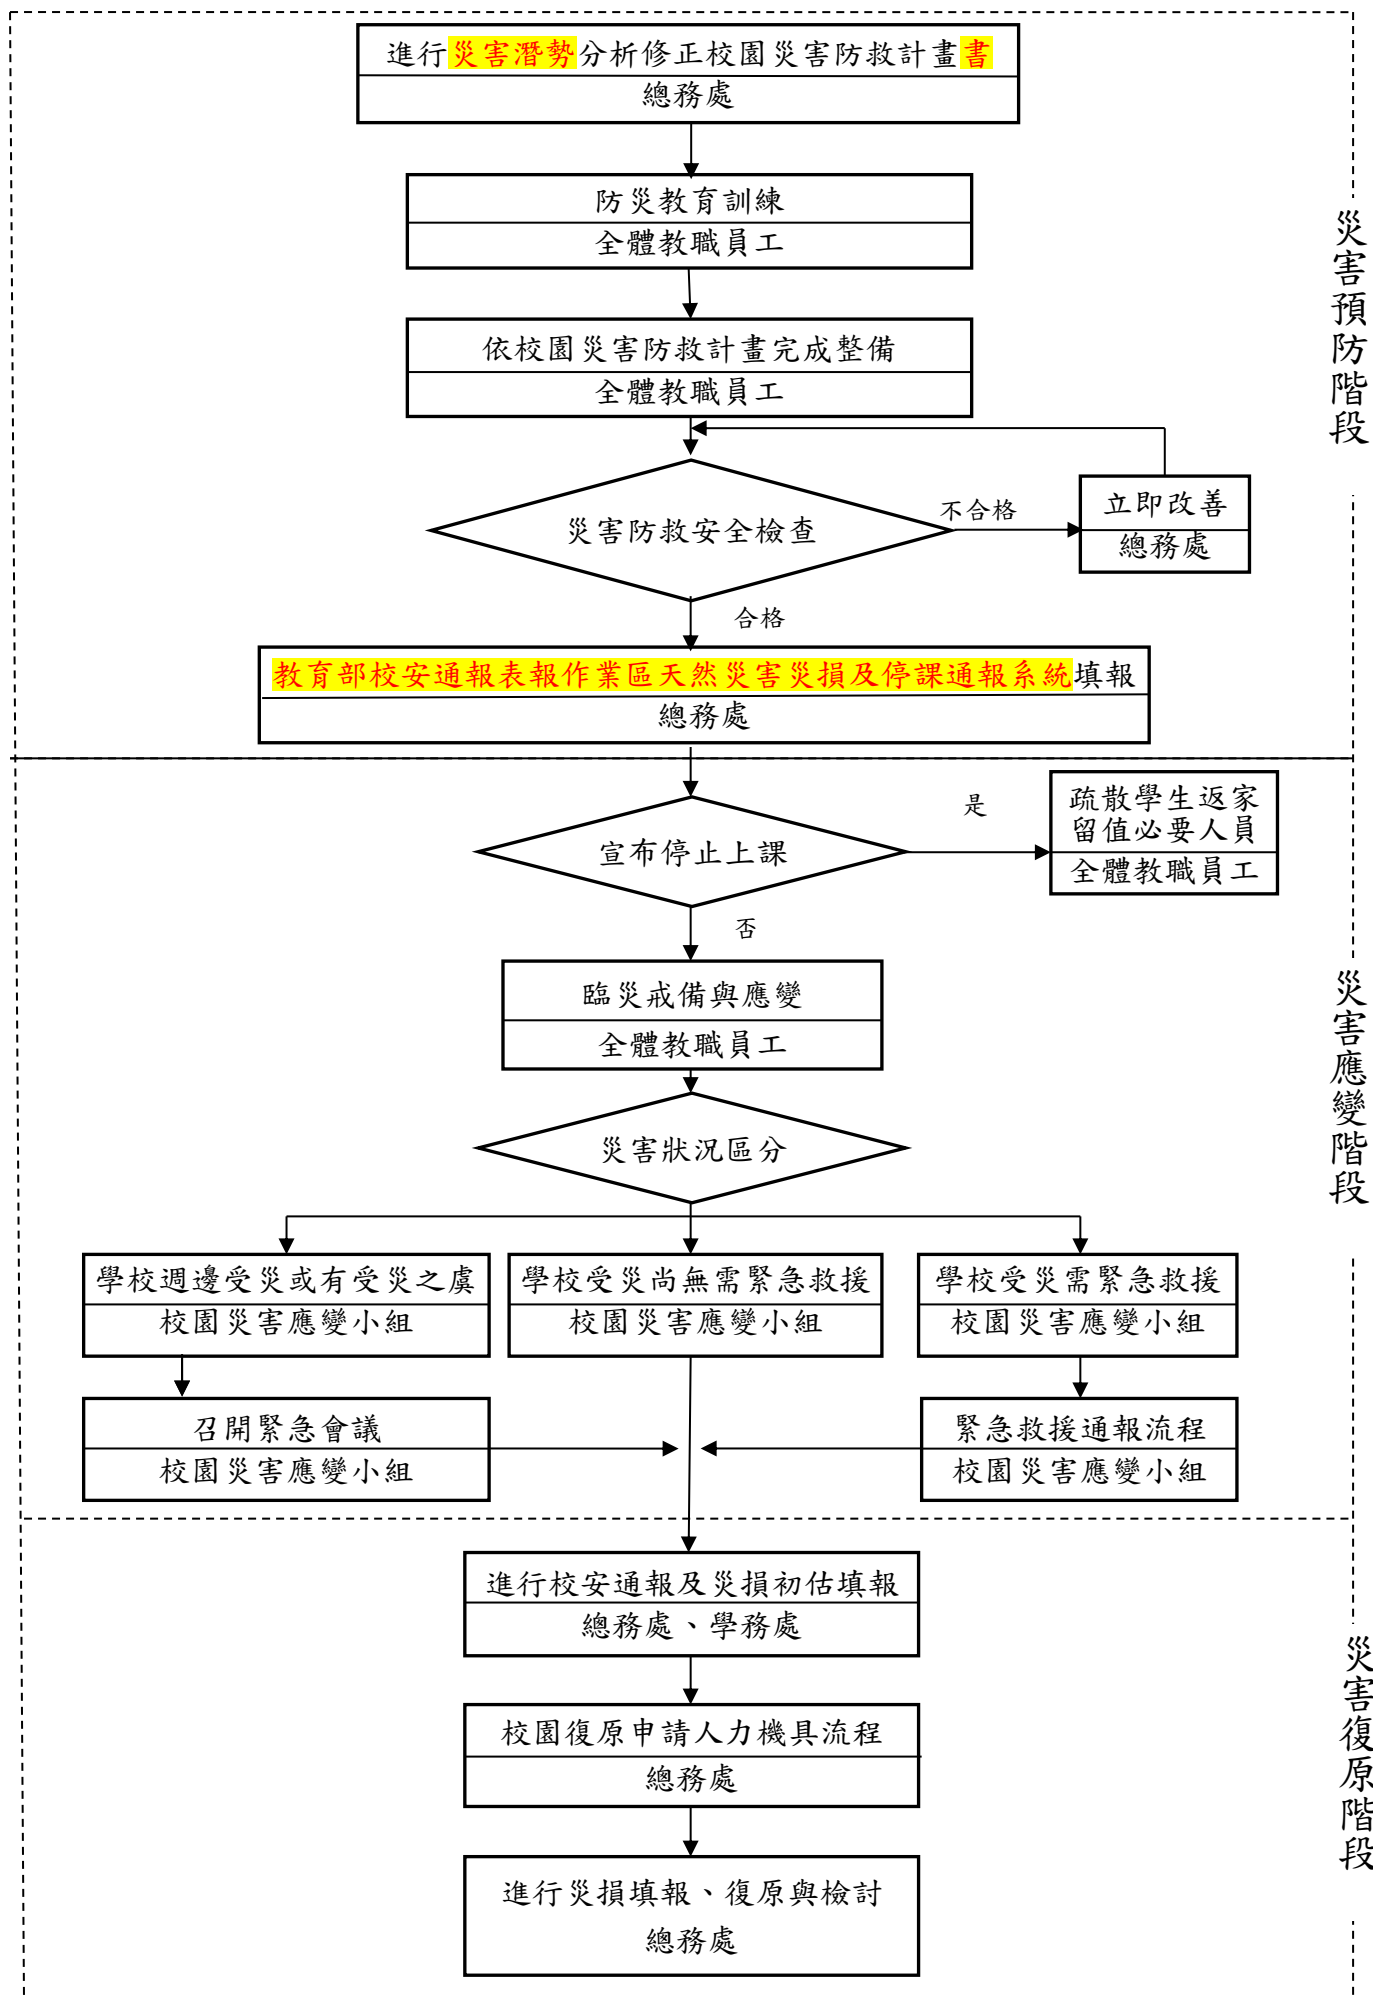 進行災害潛勢分析修正校園災害防救計畫書
總務處
防災教育訓練
全體教職員工
依校園災害防救計畫完成整備
全體教職員工
災害防救安全檢查
不合格
立即改善
總務處
合格
教育部校安通報表報作業區天然災害災損及停課通報系統填報
總務處
災害預防階段
宣布停止上課
是
疏散學生返家
留值必要人員
全體教職員工
否
臨災戒備與應變
全體教職員工
災害狀況區分
學校週邊受災或有受災之虞
校園災害應變小組
學校受災尚無需緊急救援
校園災害應變小組
學校受災需緊急救援
校園災害應變小組
召開緊急會議
校園災害應變小組
緊急救援通報流程
校園災害應變小組
災害應變階段
進行校安通報及災損初估填報
總務處、學務處
校園復原申請人力機具流程
總務處
進行災損填報、復原與檢討
總務處
災害復原階段